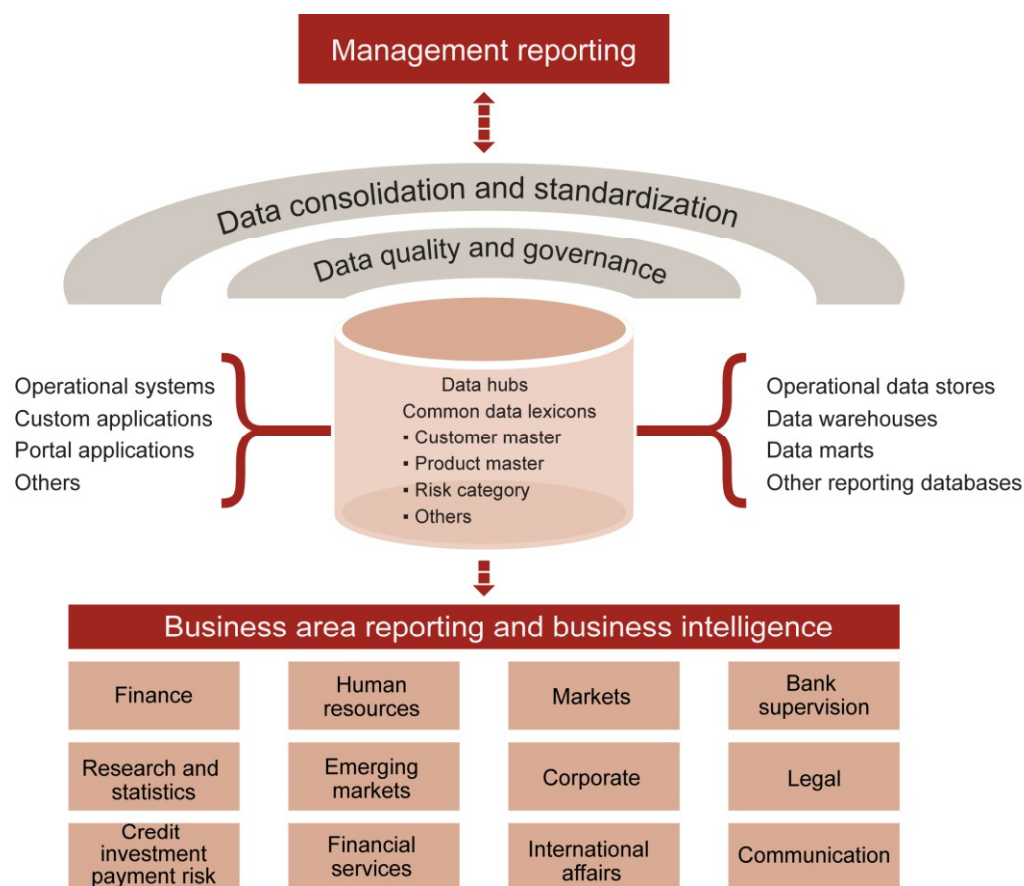 Management reporting
Data consolidation and standardization
Data quality and governance
Operational systems
Custom applications
Portal applications
Others
Data hubs
Common data lexicons
▪ Customer master
▪ Product master
▪ Risk category
▪ Others
Operational data stores
Data warehouses
Data marts
Other reporting databases
Business area reporting and business intelligence
Finance
Human
resources
Markets
Bank
supervision
Research and
statistics
Emerging
markets
Corporate
Legal
Credit
investment
payment risk
Financial
services
International
affairs
Communication